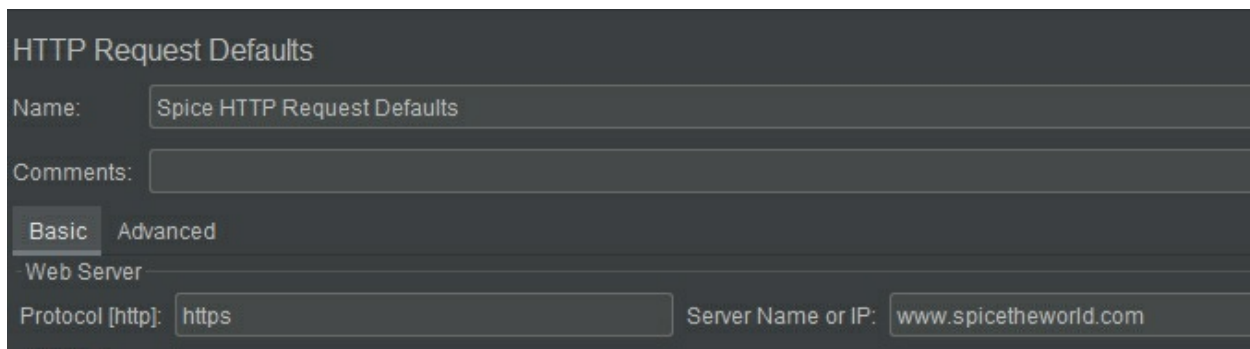 HTTP Request Defaults
Name: Spice HTTP Request Defaults
Comments:
Basic Advanced
Web Server
Protocol [http]: https Server Name or IP: www.spicetheworld.com